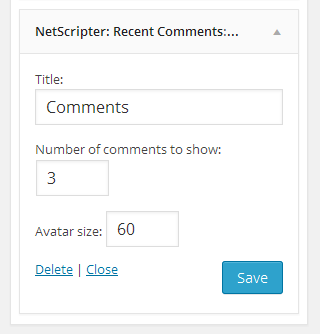 NetScripter: Recent Comments:...
Title:
Comments
Number of comments to show:
3
Avatar size: 60
Delete | Close
Save